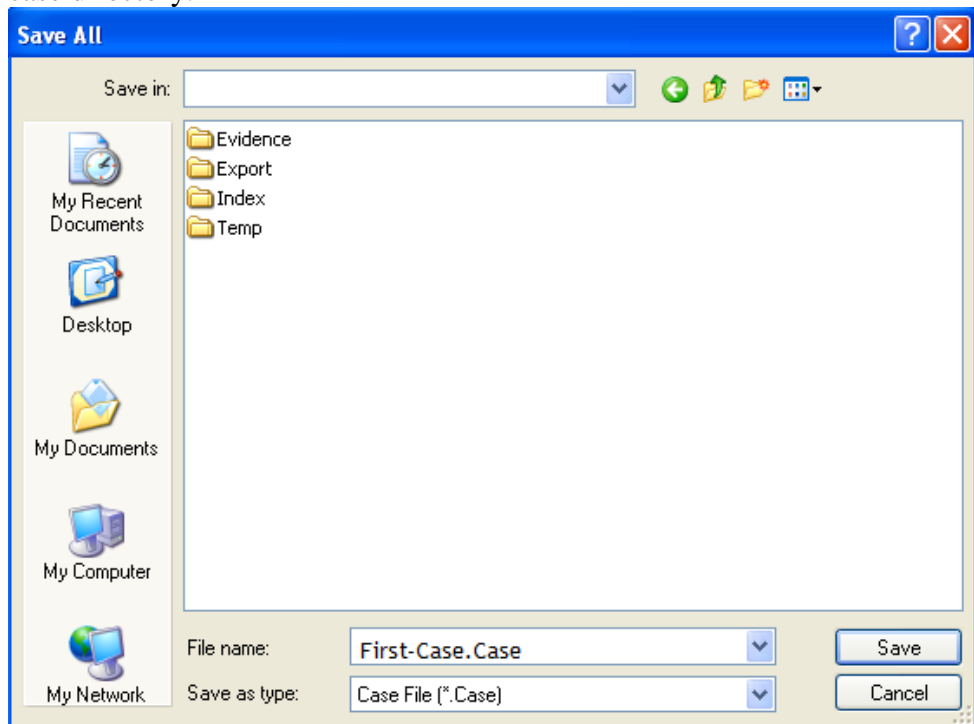 Save All
Save in:
Evidence
Export
Index
Temp
My Recent
Documents
Desktop
My Documents
My Computer
My Network
File name:
First-Case.Case
Save
Save as type:
Case File (*.Case)
Cancel